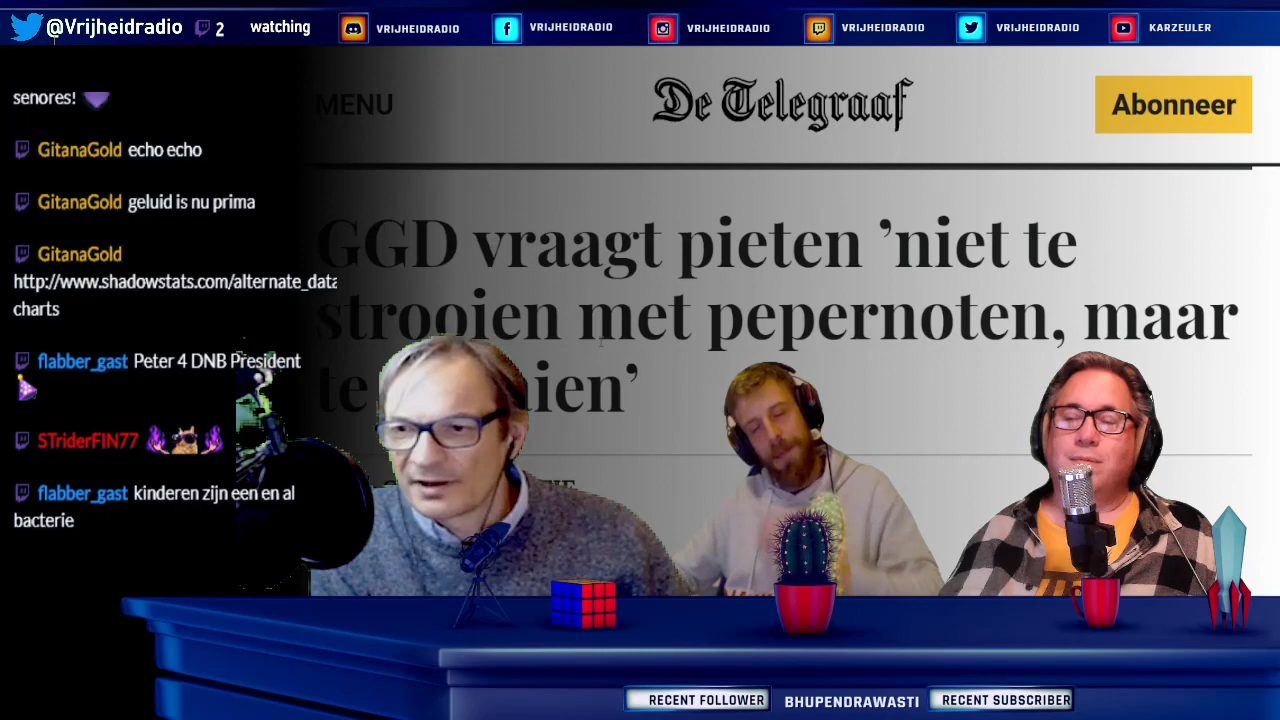 @Vrijheidradio 2 watching VRIJHEIDRADIO VRIJHEIDRADIO VRIJHEIDRADIO VRIJHEIDRADIO VRIJHEIDRADIO KARZEULER
MENU De Telegraaf Abonneer
GGD vraagt pieten ’niet te
strooien met pepernoten, maar
te
senores!
GitanaGold echo echo
GitanaGold geluid is nu prima
GitanaGold
http://www.shadowstats.com/alternate_data
charts
flabber_gast Peter 4 DNB President
STriderFIN77
flabber_gast kinderen zijn een en al
bacterie
RECENT FOLLOWER BHUPENDRAWASTI RECENT SUBSCRIBER